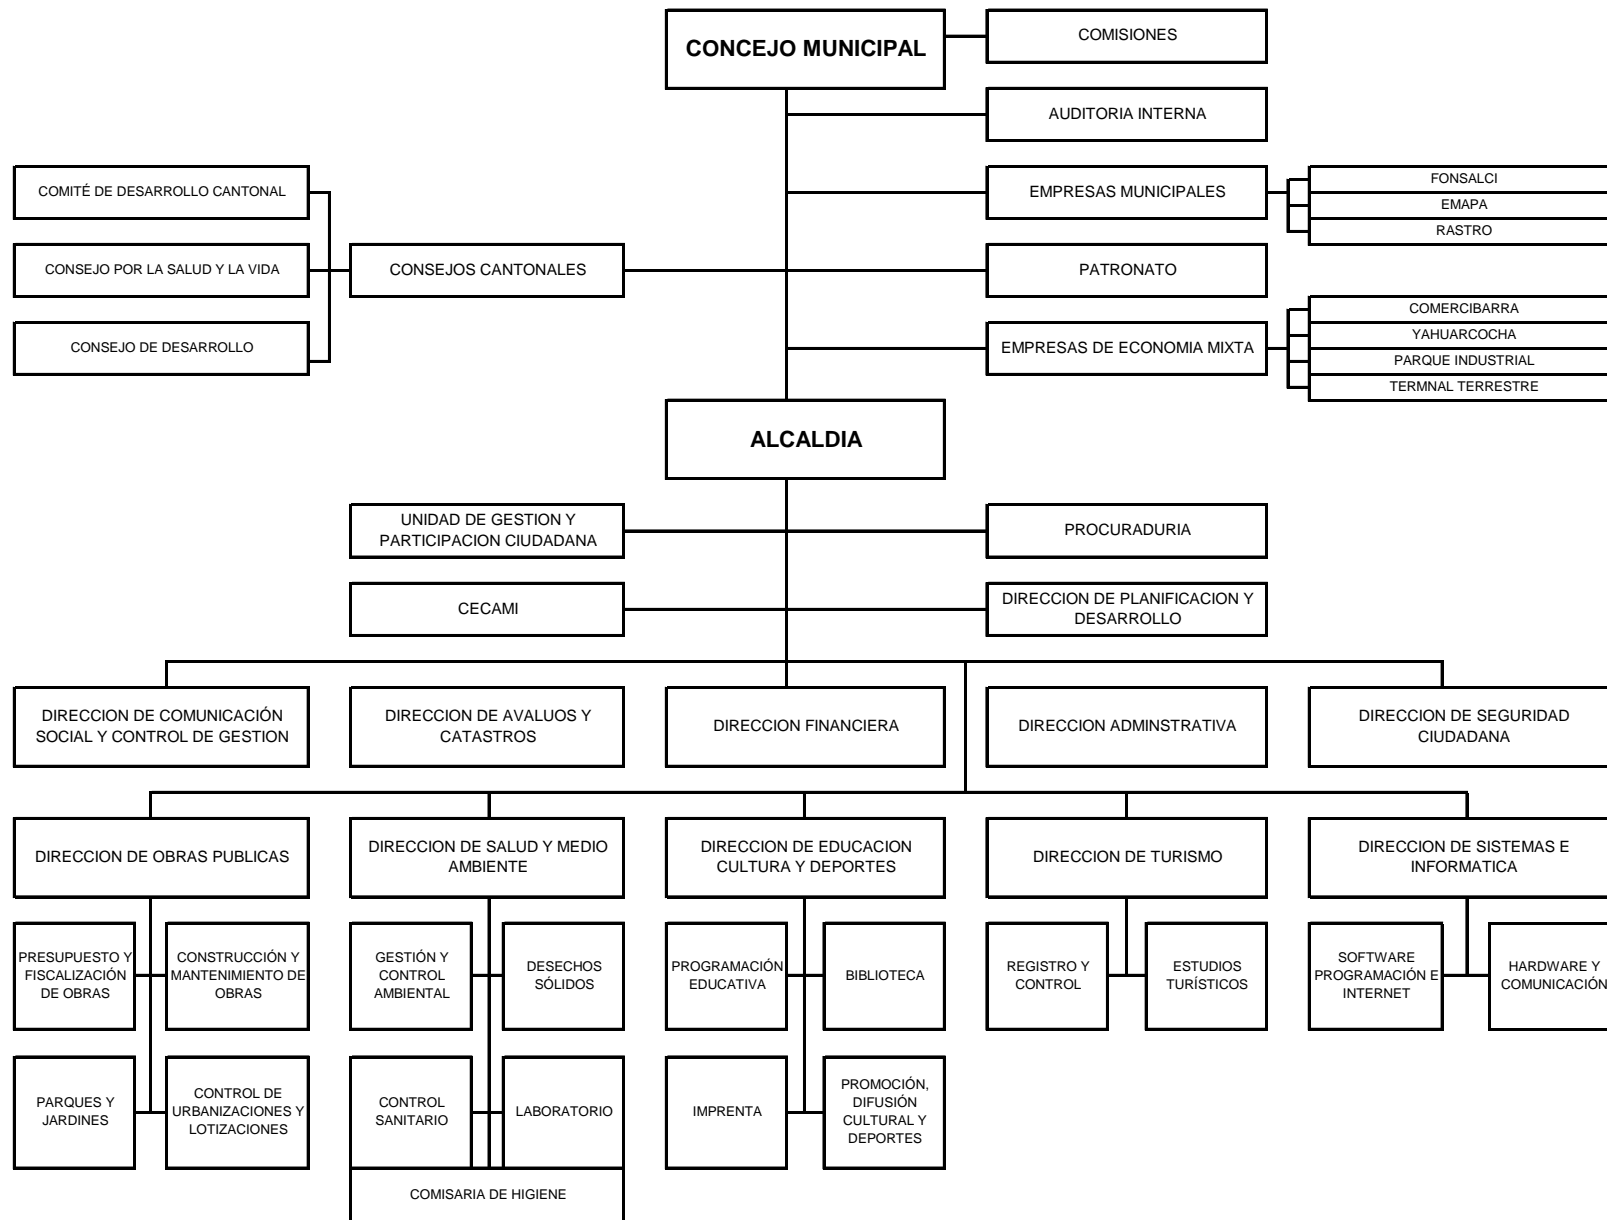 CONCEJO MUNICIPAL
COMISIONES
AUDITORIA INTERNA
COMITÉ DE DESARROLLO CANTONAL
EMPRESAS MUNICIPALES
FONSALCI
EMAPA
RASTRO
CONSEJO POR LA SALUD Y LA VIDA
CONSEJOS CANTONALES
PATRONATO
CONSEJO DE DESARROLLO
EMPRESAS DE ECONOMIA MIXTA
COMERCIBARRA
YAHUARCOCHA
PARQUE INDUSTRIAL
TERMNAL TERRESTRE
ALCALDIA
UNIDAD DE GESTION Y
PARTICIPACION CIUDADANA
PROCURADURIA
CECAMI
DIRECCION DE PLANIFICACION Y
DESARROLLO
DIRECCION DE COMUNICACIÓN
SOCIAL Y CONTROL DE GESTION
DIRECCION DE AVALUOS Y
CATASTROS
DIRECCION FINANCIERA
DIRECCION ADMINSTRATIVA
DIRECCION DE SEGURIDAD
CIUDADANA
DIRECCION DE OBRAS PUBLICAS
DIRECCION DE SALUD Y MEDIO
AMBIENTE
DIRECCION DE EDUCACION
CULTURA Y DEPORTES
DIRECCION DE TURISMO
DIRECCION DE SISTEMAS E
INFORMATICA
PRESUPUESTO Y
FISCALIZACIÓN
DE OBRAS
CONSTRUCCIÓN Y
MANTENIMIENTO DE
OBRAS
GESTIÓN Y
CONTROL
AMBIENTAL
DESECHOS
SÓLIDOS
PROGRAMACIÓN
EDUCATIVA
BIBLIOTECA
REGISTRO Y
CONTROL
ESTUDIOS
TURÍSTICOS
SOFTWARE
PROGRAMACIÓN E
INTERNET
HARDWARE Y
COMUNICACIÓN
PARQUES Y
JARDINES
CONTROL DE
URBANIZACIONES Y
LOTIZACIONES
CONTROL
SANITARIO
LABORATORIO
IMPRENTA
PROMOCIÓN,
DIFUSIÓN
CULTURAL Y
DEPORTES
COMISARIA DE HIGIENE